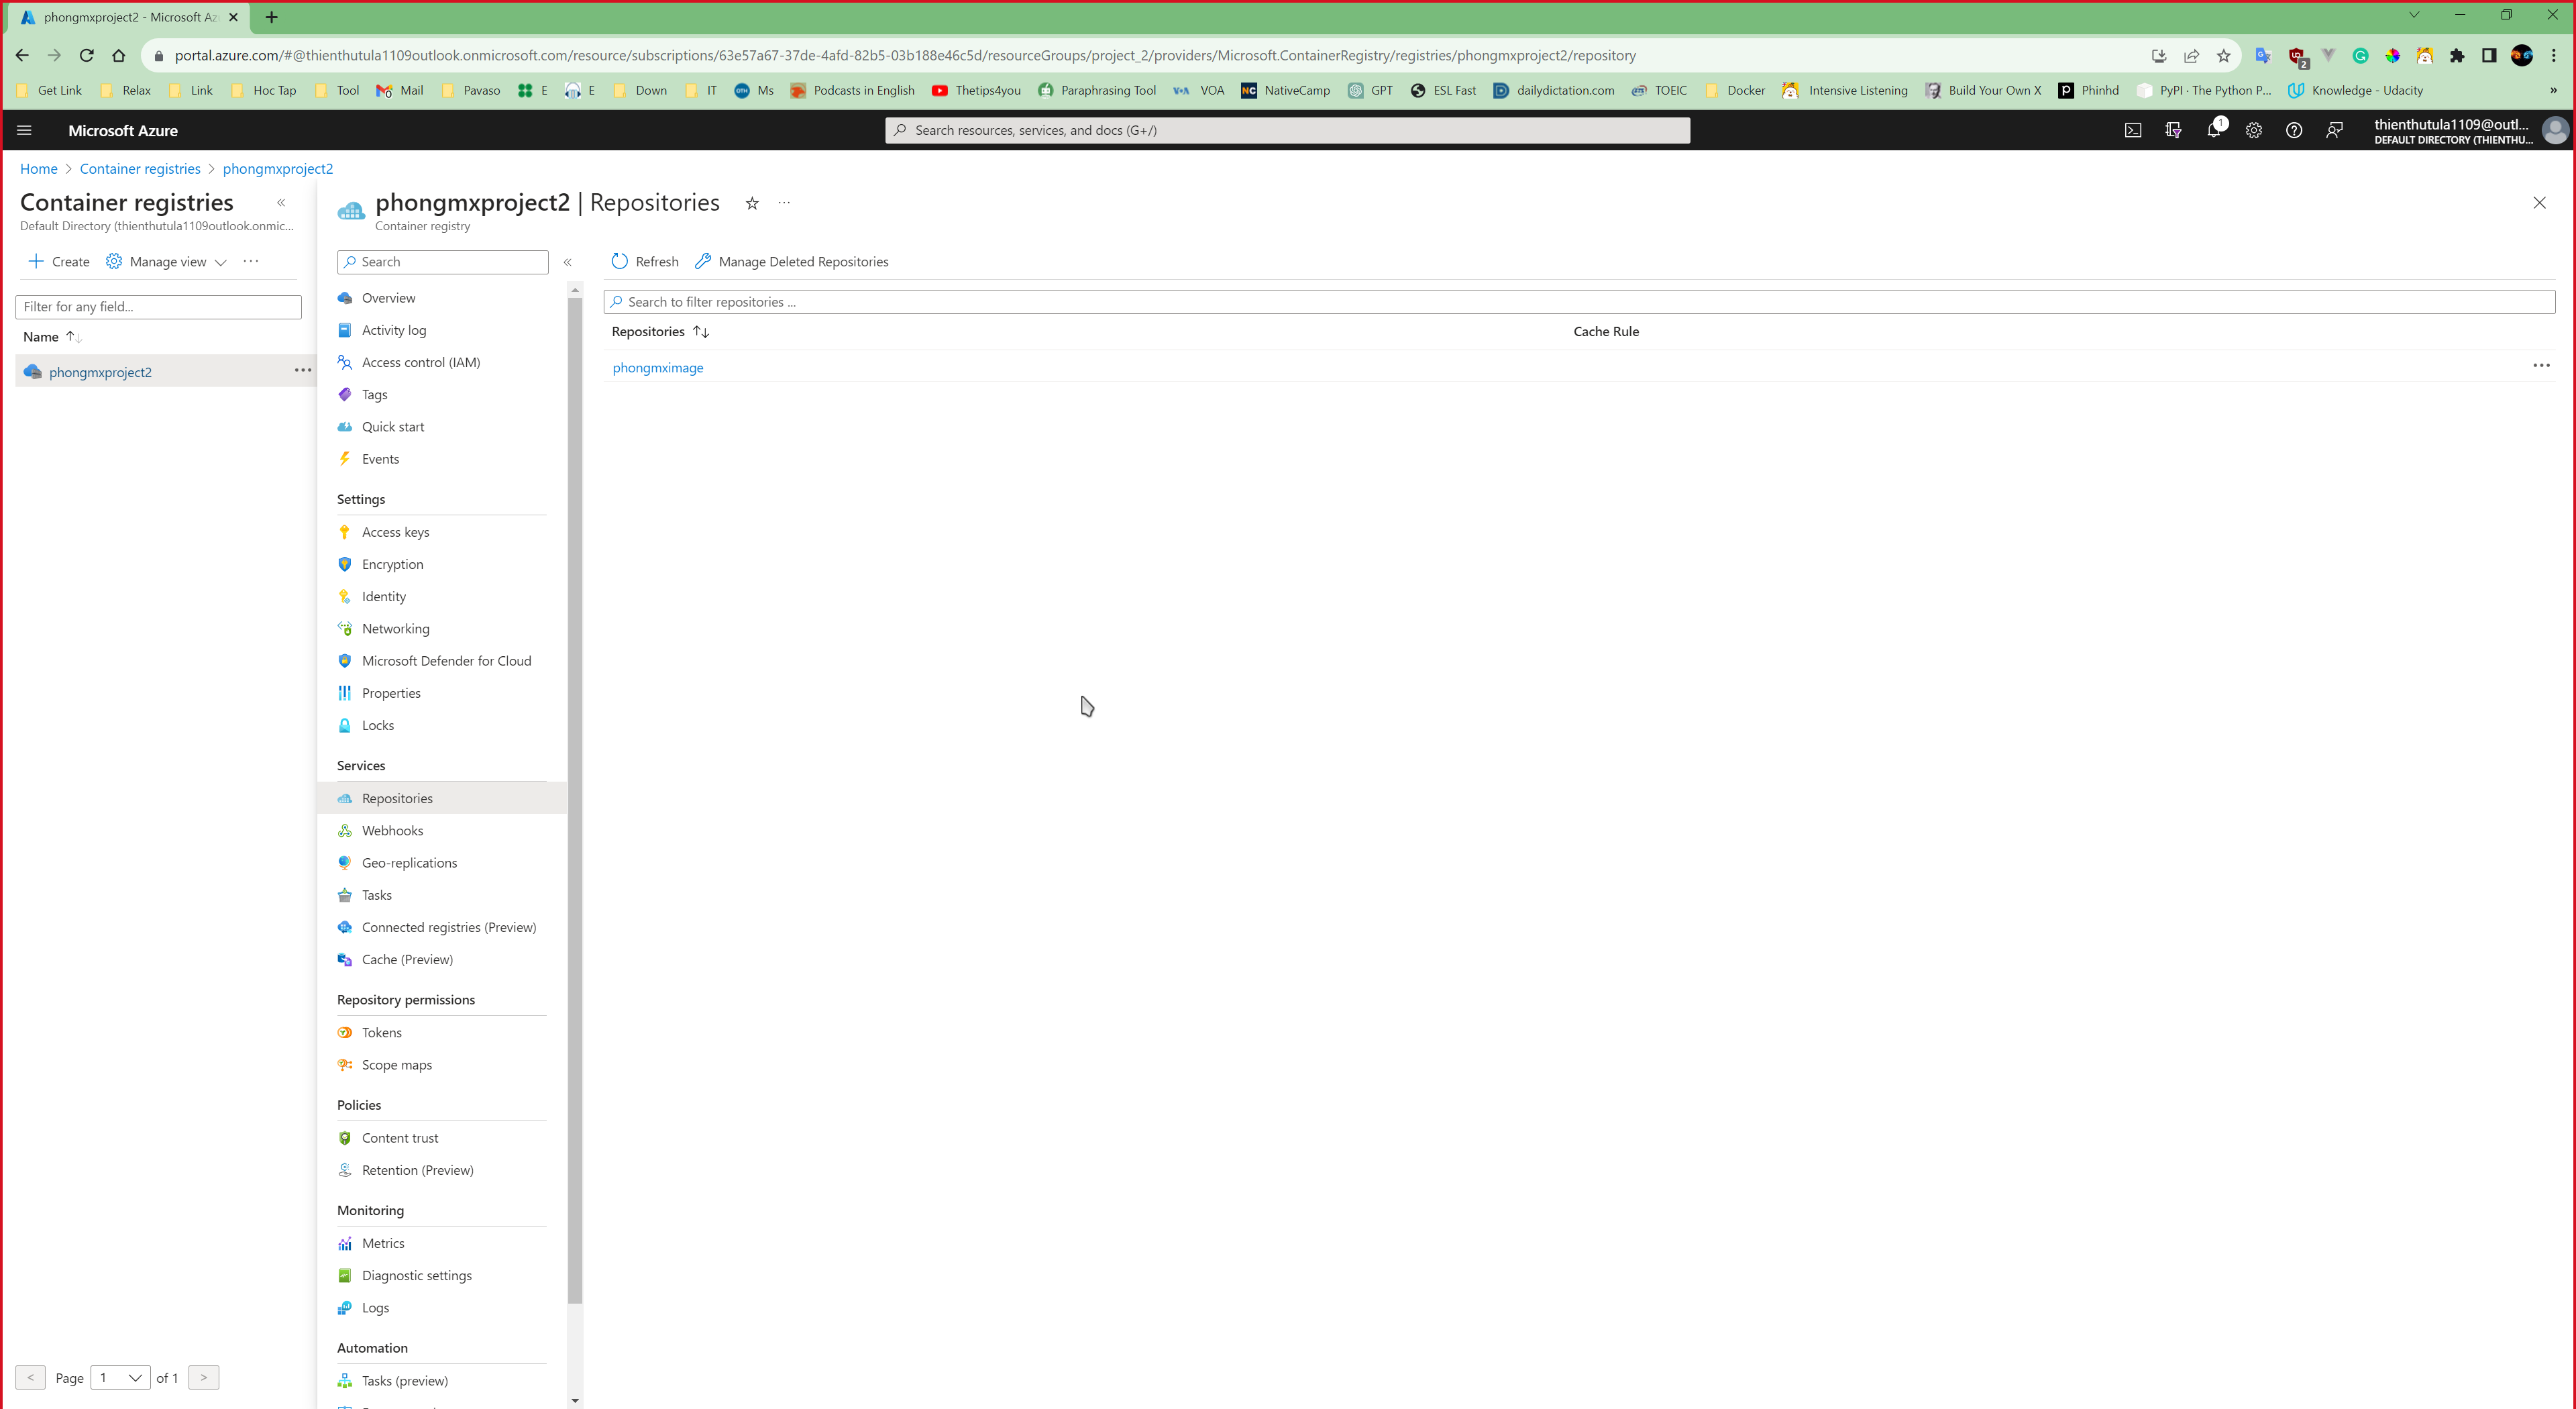 phongmxproject2 - Microsoft Az
portal.azure.com/#@thienthutula1109outlook.onmicrosoft.com/resource/subscriptions/63e57a67-37de-4afd-82b5-03b188e46c5d/resourceGroups/project_2/providers/Microsoft.ContainerRegistry/registries/phongmxproject2/repository
2
Get Link Relax Link Hoc Tap Tool Mail Pavaso E E Down IT Ms Podcasts in English Thetips4you Paraphrasing Tool VOA NativeCamp GPT ESL Fast dailydictation.com TOEIC Docker Intensive Listening Build Your Own X Phinhd PyPI · The Python P... Knowledge - Udacity »
Microsoft Azure
Search resources, services, and docs (G+/)
1
thienthutula1109@outl...
DEFAULT DIRECTORY (THIENTHU...
Home > Container registries > phongmxproject2
Container registries «
Default Directory (thienthutula1109outlook.onmic...
+ Create Manage view ...
Filter for any field...
Name
phongmxproject2 ...
< Page 1 of 1 >
phongmxproject2 | Repositories ...
Container registry
Search «
Overview
Activity log
Access control (IAM)
Tags
Quick start
Events
Settings
Access keys
Encryption
Identity
Networking
Microsoft Defender for Cloud
Properties
Locks
Services
Repositories
Webhooks
Geo-replications
Tasks
Connected registries (Preview)
Cache (Preview)
Repository permissions
Tokens
Scope maps
Policies
Content trust
Retention (Preview)
Monitoring
Metrics
Diagnostic settings
Logs
Automation
Tasks (preview)
Refresh Manage Deleted Repositories
Search to filter repositories ...
Repositories Cache Rule
phongmximage ...